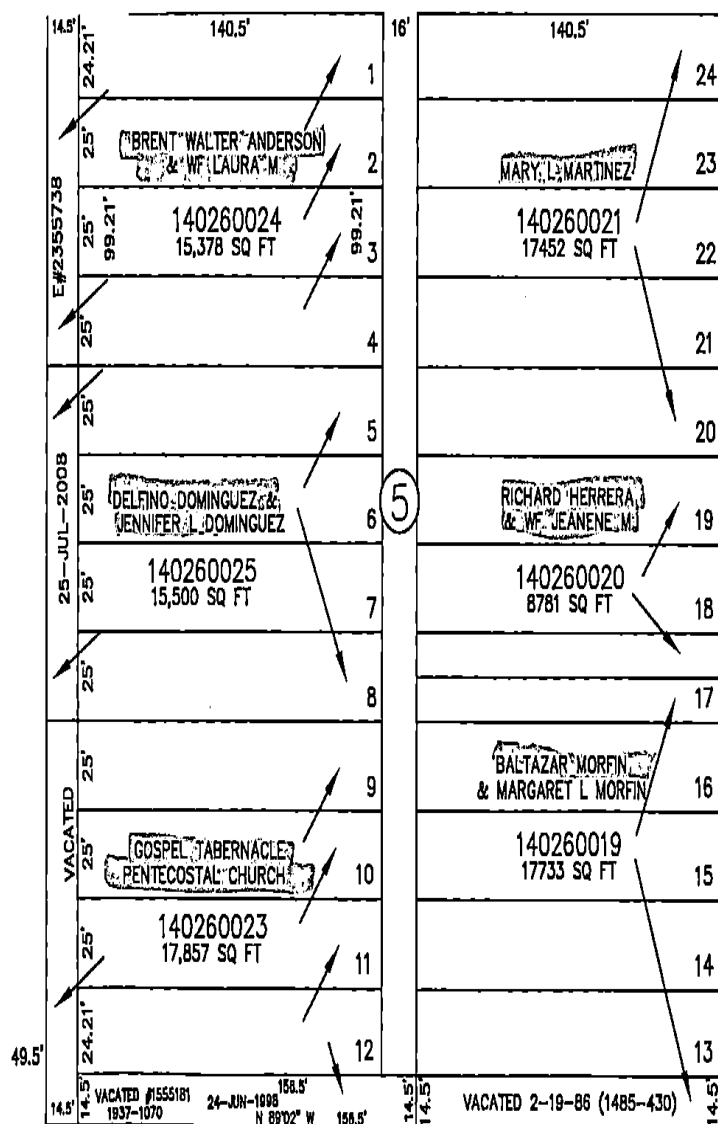 14.5' 140.5' 16' 140.5'
24.21' 1 24
25' BRENT WALTER ANDERSON
& WF LAURA M 2
MARY L MARTINEZ 23
E#2355738
25' 99.21' 140260024 99.21'
15,378 SQ FT 3
140260021
17452 SQ FT 22
25' 4 21
25' 5 20
25-JUL-2008
25' DELFINO DOMINGUEZ &
JENNIFER L DOMINGUEZ 6
5
RICHARD HERRERA
& WF JEANENE M 19
25' 140260025
15,500 SQ FT 7
140260020
8781 SQ FT 18
25' 8 17
VACATED
25' 9
BALTAZAR MORFIN
& MARGARET L MORFIN 16
25' GOSPEL TABERNACLE
PENTECOSTAL CHURCH 10
140260019
17733 SQ FT 15
25' 140260023
17,857 SQ FT 11 14
49.5' 24.21' 12 13
14.5' 14.5' VACATED #1555181
1937-1070
24-JUN-1998 158.5'
N 89'02" W 158.5'
14.5' 14.5' VACATED 2-19-86 (1485-430) 14.5'